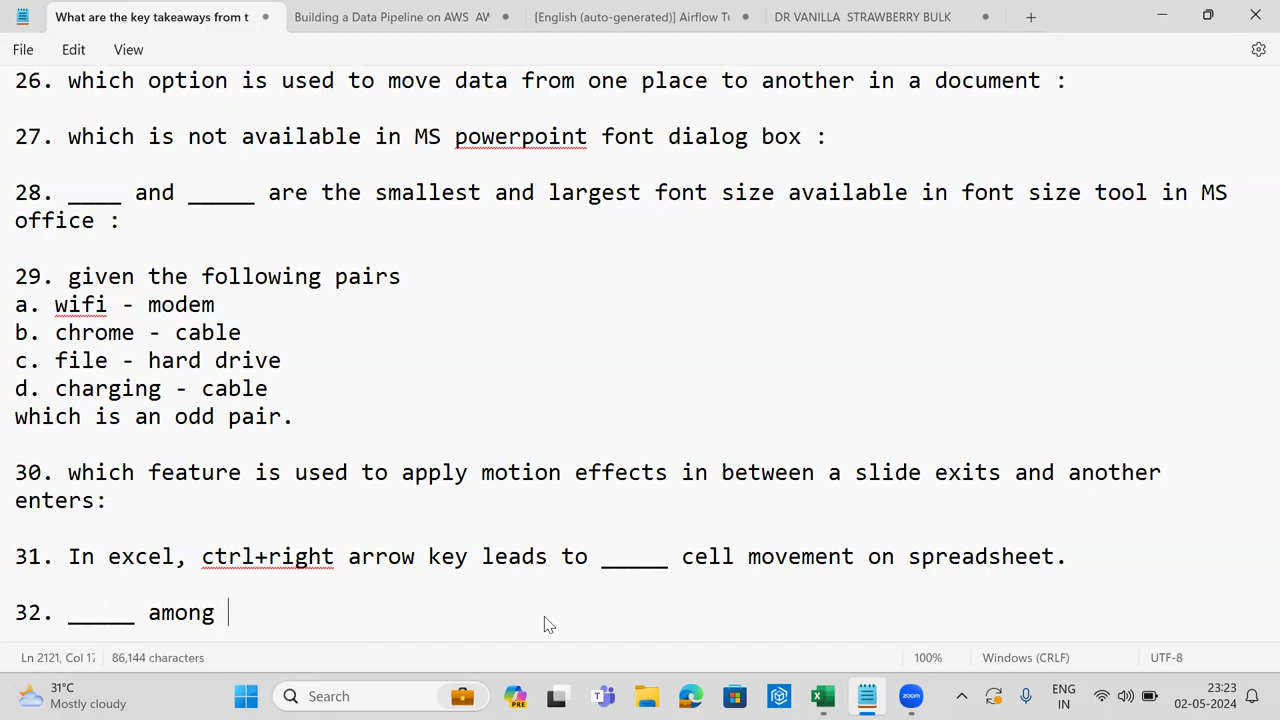 What are the key takeaways from t
Building a Data Pipeline on AWS AW
[English (auto-generated)] Airflow Tu
DR VANILLA STRAWBERRY BULK
File Edit View
26. which option is used to move data from one place to another in a document :
27. which is not available in MS powerpoint font dialog box :
28. ____ and _____ are the smallest and largest font size available in font size tool in MS
office :
29. given the following pairs
a. wifi - modem
b. chrome - cable
c. file - hard drive
d. charging - cable
which is an odd pair.
30. which feature is used to apply motion effects in between a slide exits and another
enters:
31. In excel, ctrl+right arrow key leads to _____ cell movement on spreadsheet.
32. _____ among
Ln 2121, Col 17 86,144 characters 100% Windows (CRLF) UTF-8
31°C
Mostly cloudy
Search
PRE
zoom
ENG
IN
23:23
02-05-2024